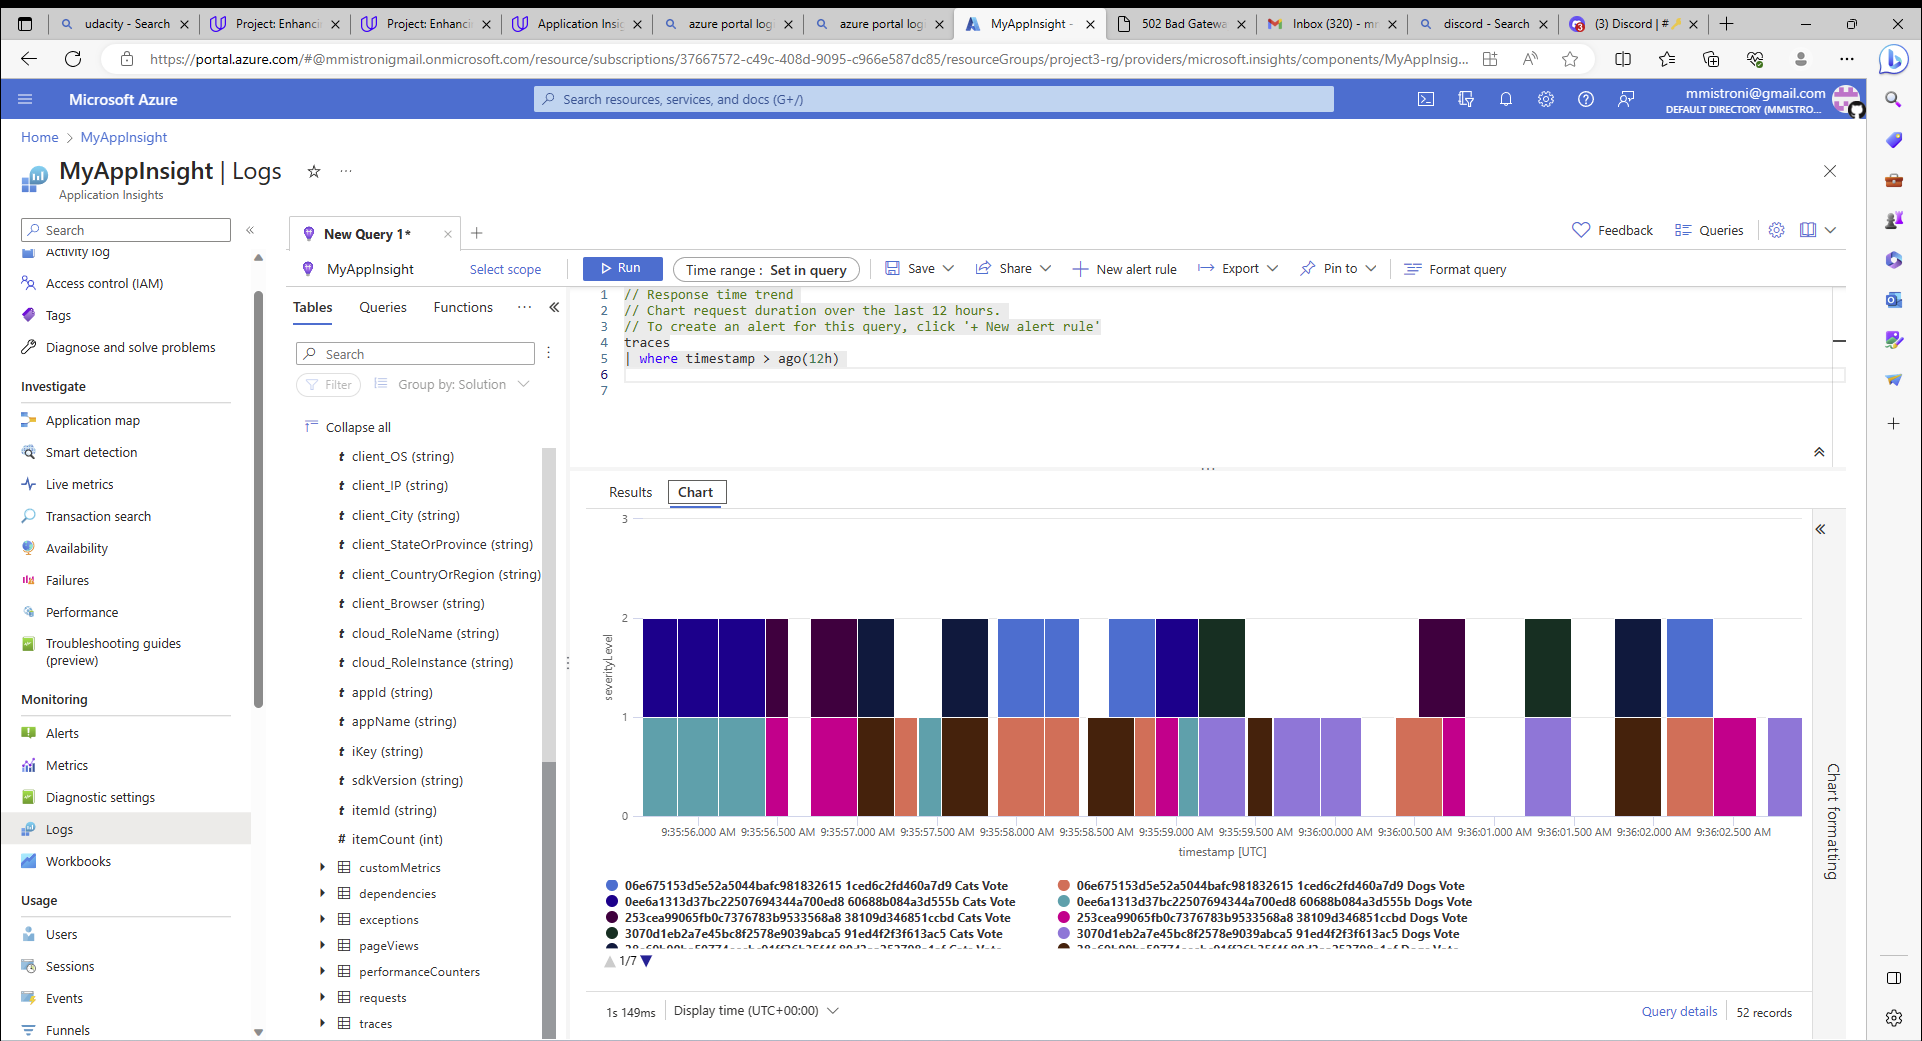 udacity - Search
Project: Enhancin
Project: Enhancin
Application Insig
azure portal logi
azure portal logi
MyAppInsight -
502 Bad Gatewa
Inbox (320) - mr
discord - Search
(3) Discord | #
https://portal.azure.com/#@mmistronigmail.onmicrosoft.com/resource/subscriptions/37667572-c49c-408d-9095-c966e587dc85/resourceGroups/project3-rg/providers/microsoft.insights/components/MyAppInsig...
Microsoft Azure
Search resources, services, and docs (G+/)
mmistroni@gmail.com
DEFAULT DIRECTORY (MMISTRO...
Home > MyAppInsight
MyAppInsight | Logs
Application Insights
Search
Activity log
Access control (IAM)
Tags
Diagnose and solve problems
Investigate
Application map
Smart detection
Live metrics
Transaction search
Availability
Failures
Performance
Troubleshooting guides
(preview)
Monitoring
Alerts
Metrics
Diagnostic settings
Logs
Workbooks
Usage
Users
Sessions
Events
Funnels
New Query 1*
Feedback
Queries
MyAppInsight
Select scope
Run
Time range : Set in query
Save
Share
New alert rule
Export
Pin to
Format query
Tables
Queries
Functions
Search
Filter
Group by: Solution
Collapse all
t client_OS (string)
t client_IP (string)
t client_City (string)
t client_StateOrProvince (string)
t client_CountryOrRegion (string)
t client_Browser (string)
t cloud_RoleName (string)
t cloud_RoleInstance (string)
t appId (string)
t appName (string)
t iKey (string)
t sdkVersion (string)
t itemId (string)
# itemCount (int)
customMetrics
dependencies
exceptions
pageViews
performanceCounters
requests
traces
1 // Response time trend
2 // Chart request duration over the last 12 hours.
3 // To create an alert for this query, click '+ New alert rule'
4 traces
5 | where timestamp > ago(12h)
6
7
Results
Chart
3
2
1
0
severityLevel
9:35:56.000 AM 9:35:56.500 AM 9:35:57.000 AM 9:35:57.500 AM 9:35:58.000 AM 9:35:58.500 AM 9:35:59.000 AM 9:35:59.500 AM 9:36:00.000 AM 9:36:00.500 AM 9:36:01.000 AM 9:36:01.500 AM 9:36:02.000 AM 9:36:02.500 AM
timestamp [UTC]
06e675153d5e52a5044bafc981832615 1ced6c2fd460a7d9 Cats Vote
06e675153d5e52a5044bafc981832615 1ced6c2fd460a7d9 Dogs Vote
0ee6a1313d37bc22507694344a700ed8 60688b084a3d555b Cats Vote
0ee6a1313d37bc22507694344a700ed8 60688b084a3d555b Dogs Vote
253cea99065fb0c7376783b9533568a8 38109d346851ccbd Cats Vote
253cea99065fb0c7376783b9533568a8 38109d346851ccbd Dogs Vote
3070d1eb2a7e45bc8f2578e9039abca5 91ed4f2f3f613ac5 Cats Vote
3070d1eb2a7e45bc8f2578e9039abca5 91ed4f2f3f613ac5 Dogs Vote
1/7
Chart formatting
1s 149ms
Display time (UTC+00:00)
Query details
52 records